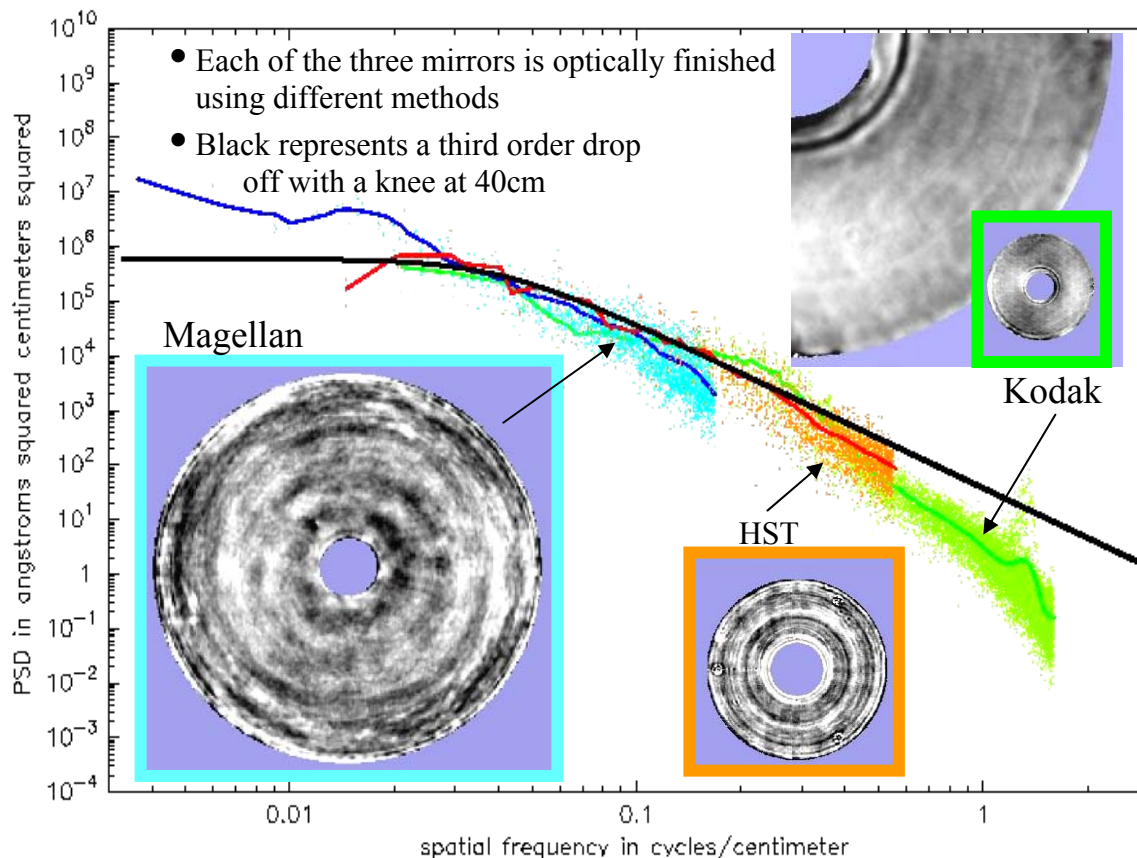 • Each of the three mirrors is optically finished
using different methods
• Black represents a third order drop
off with a knee at 40cm
PSD in angstroms squared centimeters squared
10^10
10^9
10^8
10^7
10^6
10^5
10^4
10^3
10^2
10^1
1
10^-1
10^-2
10^-3
10^-4
Magellan
Kodak
HST
0.01
0.1
1
spatial frequency in cycles/centimeter